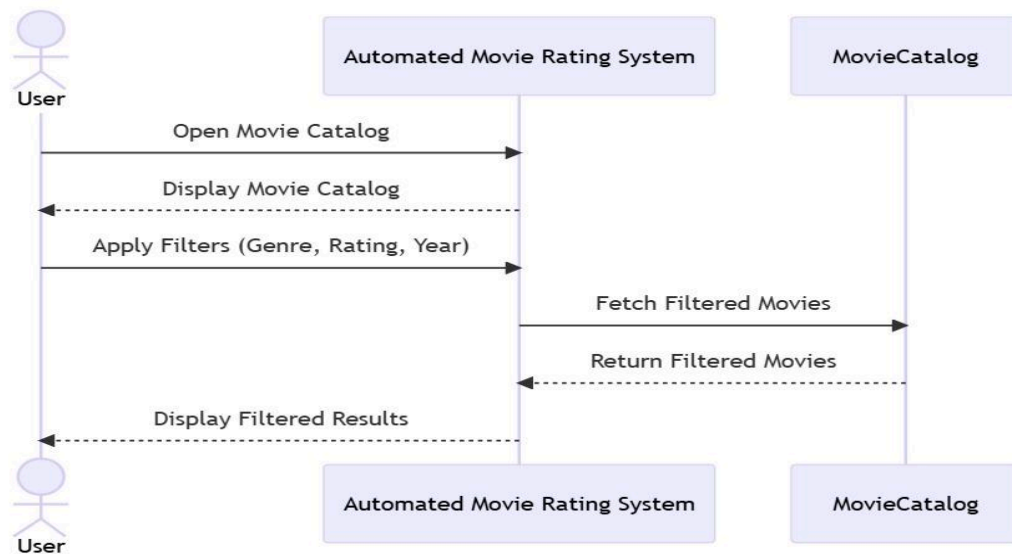 Automated Movie Rating System
MovieCatalog
User
Open Movie Catalog
Display Movie Catalog
Apply Filters (Genre, Rating, Year)
Fetch Filtered Movies
Return Filtered Movies
Display Filtered Results
Automated Movie Rating System
MovieCatalog
User